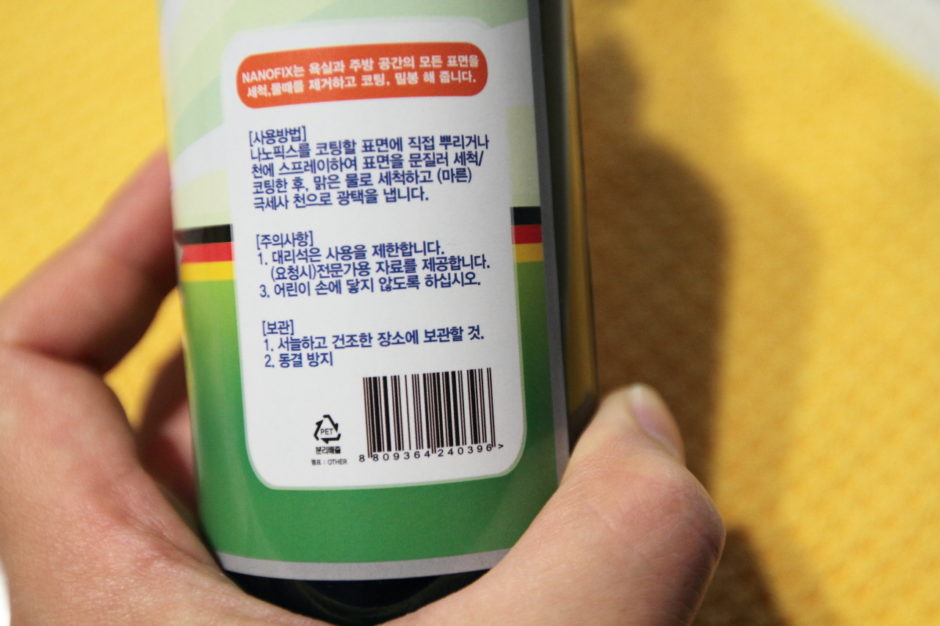 NANOFIX는 욕실과 주방 공간의 모든 표면을
세척,물때를 제거하고 코팅, 밀봉 해 줍니다.
[사용방법]
나노픽스를 코팅할 표면에 직접 뿌리거나
천에 스프레이하여 표면을 문질러 세척/
코팅한 후, 맑은 물로 세척하고 (마른)
극세사 천으로 광택을 냅니다.
[주의사항]
1. 대리석은 사용을 제한합니다.
(요청시)전문가용 자료를 제공합니다.
3. 어린이 손에 닿지 않도록 하십시오.
[보관]
1. 서늘하고 건조한 장소에 보관할 것.
2. 동결 방지
PET
분리배출
펌프 : OTHER
8 809364 240396 >